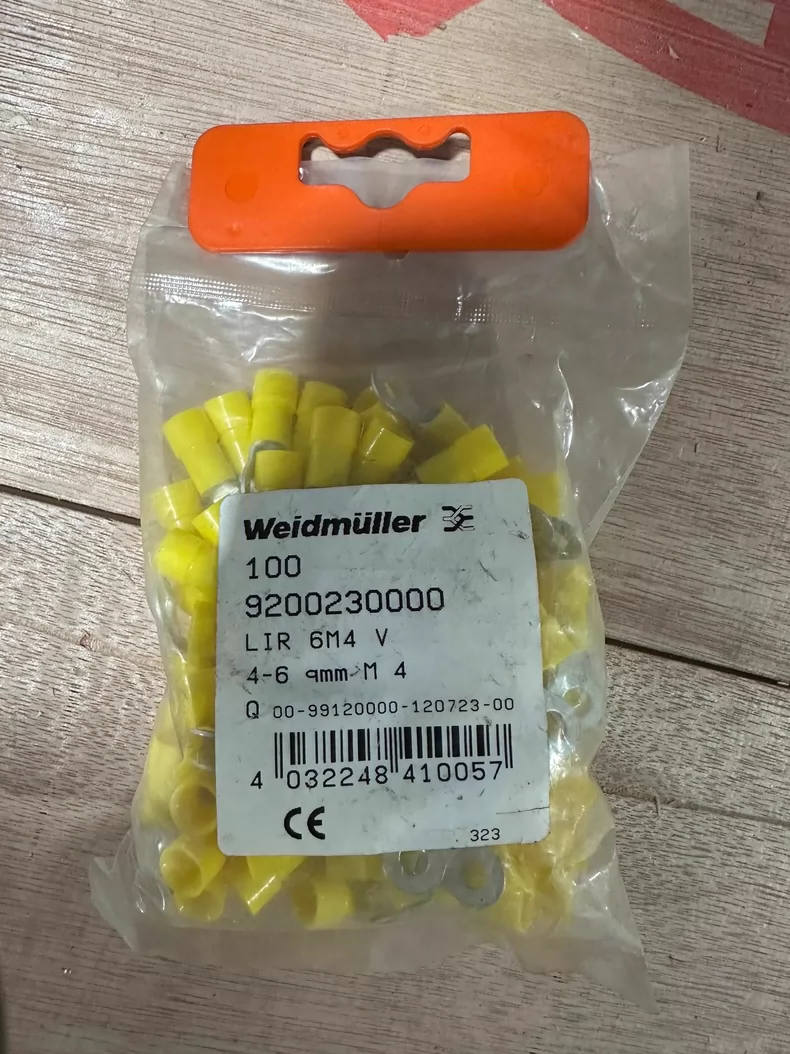 Weidmüller
100
9200230000
LIR 6M4 V
4-6 qmm M 4
Q 00-99120000-120723-00
4 032248 410057
CE
323